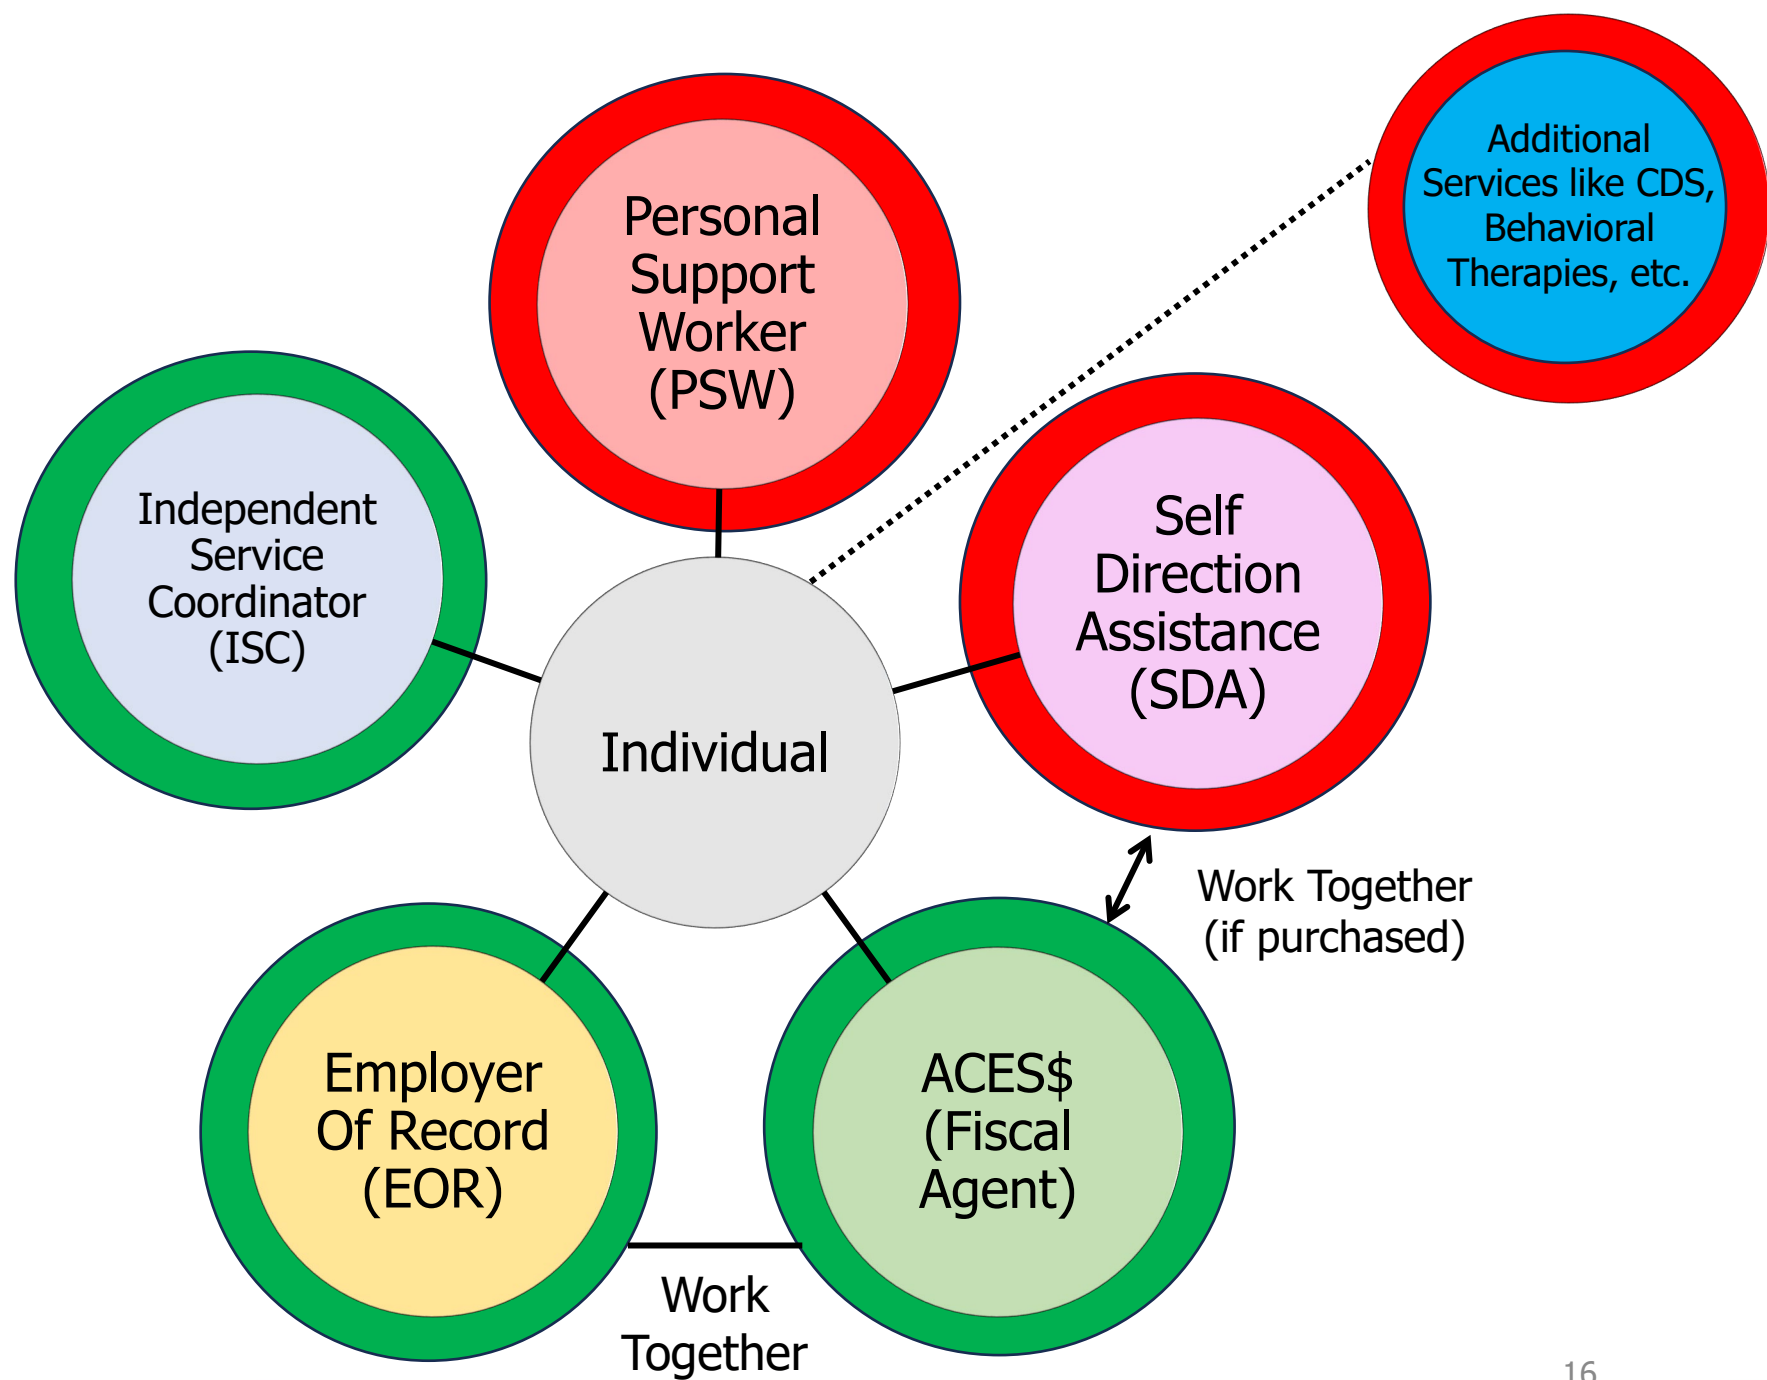 Additional
Services like CDS,
Behavioral
Therapies, etc.
Personal
Support
Worker
(PSW)
Independent
Service
Coordinator
(ISC)
Self
Direction
Assistance
(SDA)
Individual
Work Together
(if purchased)
Employer
Of Record
(EOR)
ACES$
(Fiscal
Agent)
Work
Together
16